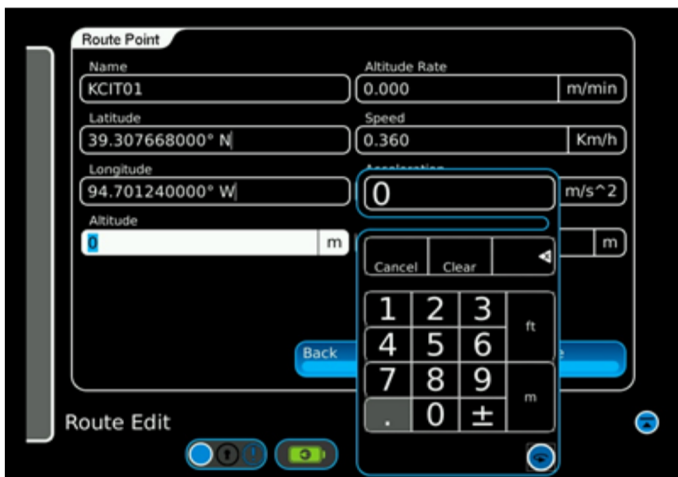 Route Point
Name
KCIT01
Altitude Rate
0.000 m/min
Latitude
39.307668000° N
Speed
0.360 Km/h
Longitude
94.701240000° W
m/s^2
Altitude
0 m
m
0
Cancel Clear
1 2 3
ft
4 5 6
7 8 9
m
. 0 ±
Back
Route Edit